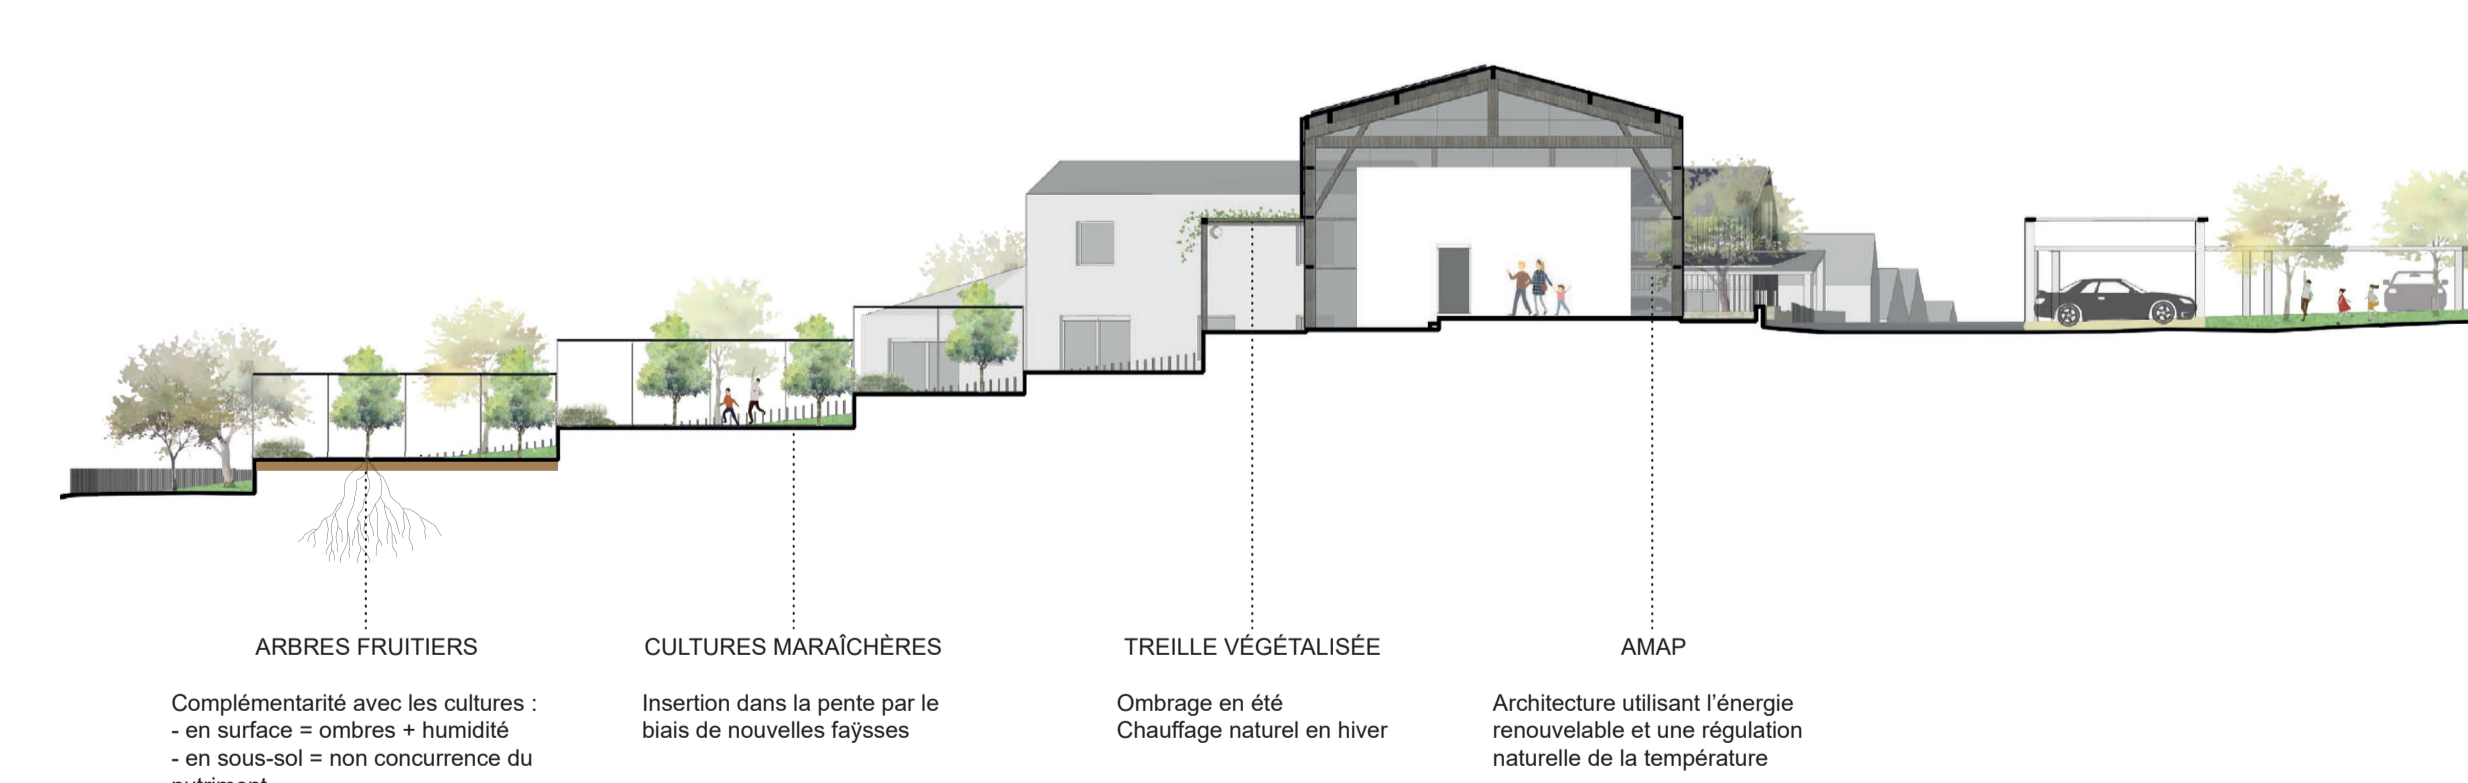 ARBRES FRUITIERS
Complémentarité avec les cultures :
- en surface = ombres + humidité
- en sous-sol = non concurrence du
CULTURES MARAÎCHÈRES
Insertion dans la pente par le
biais de nouvelles faÿsses
TREILLE VÉGÉTALISÉE
Ombrage en été
Chauffage naturel en hiver
AMAP
Architecture utilisant l’énergie
renouvelable et une régulation
naturelle de la température